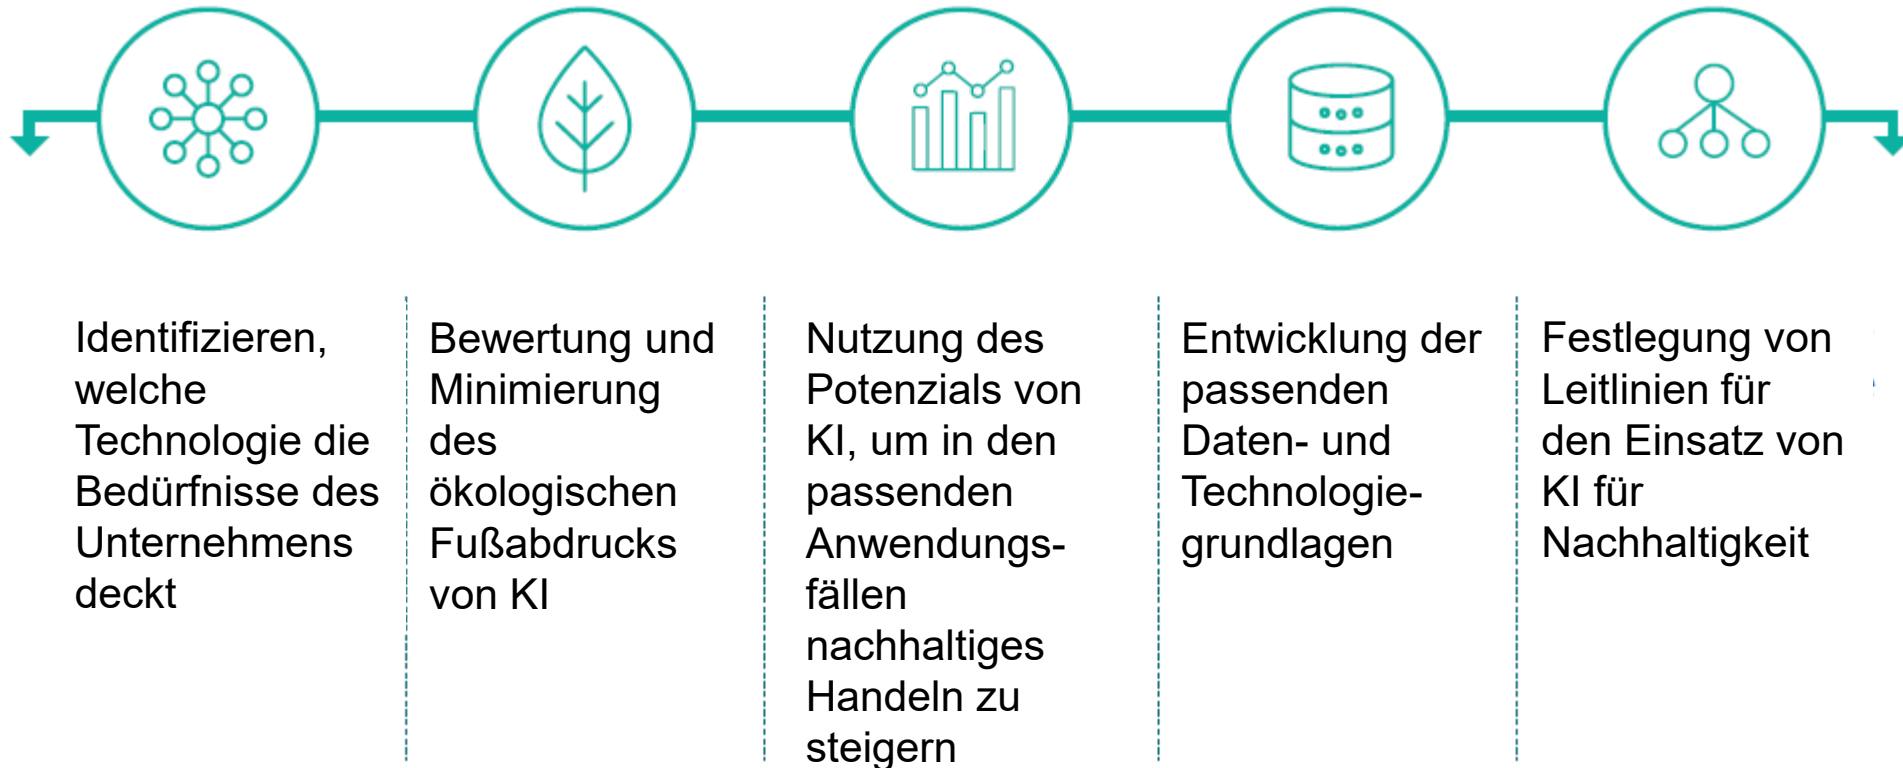 Identifizieren,
welche
Technologie die
Bedürfnisse des
Unternehmens
deckt
Bewertung und
Minimierung
des
ökologischen
Fußabdrucks
von KI
Nutzung des
Potenzials von
KI, um in den
passenden
Anwendungs-
fällen
nachhaltiges
Handeln zu
steigern
Entwicklung der
passenden
Daten- und
Technologie-
grundlagen
Festlegung von
Leitlinien für
den Einsatz von
KI für
Nachhaltigkeit